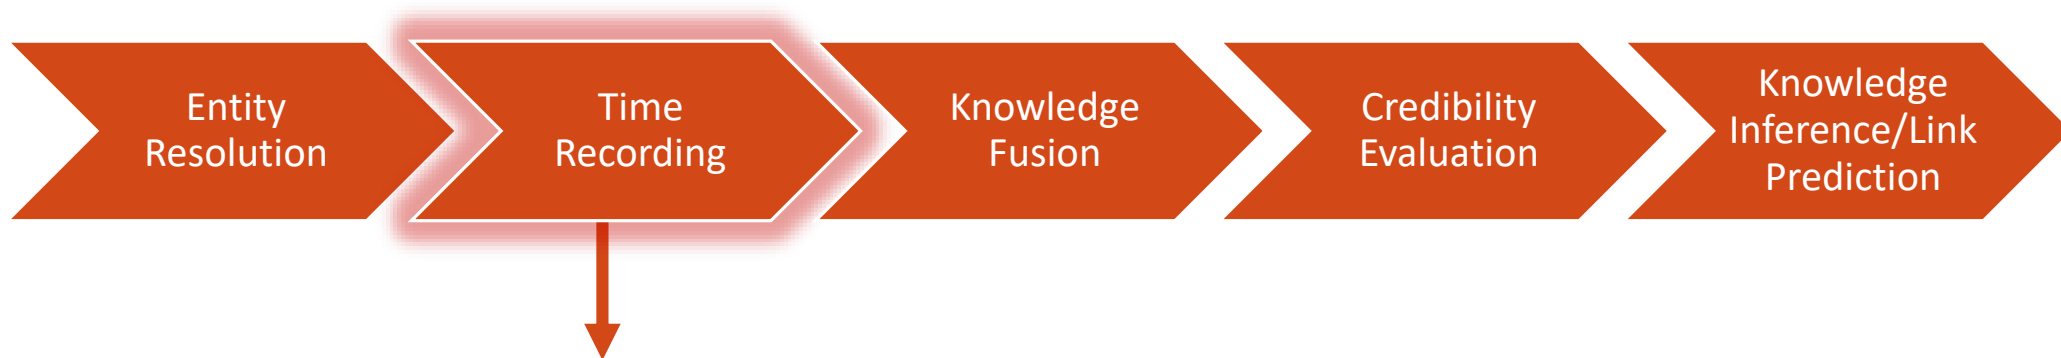 Entity
Resolution
Time
Recording
Knowledge
Fusion
Credibility
Evaluation
Knowledge
Inference/Link
Prediction